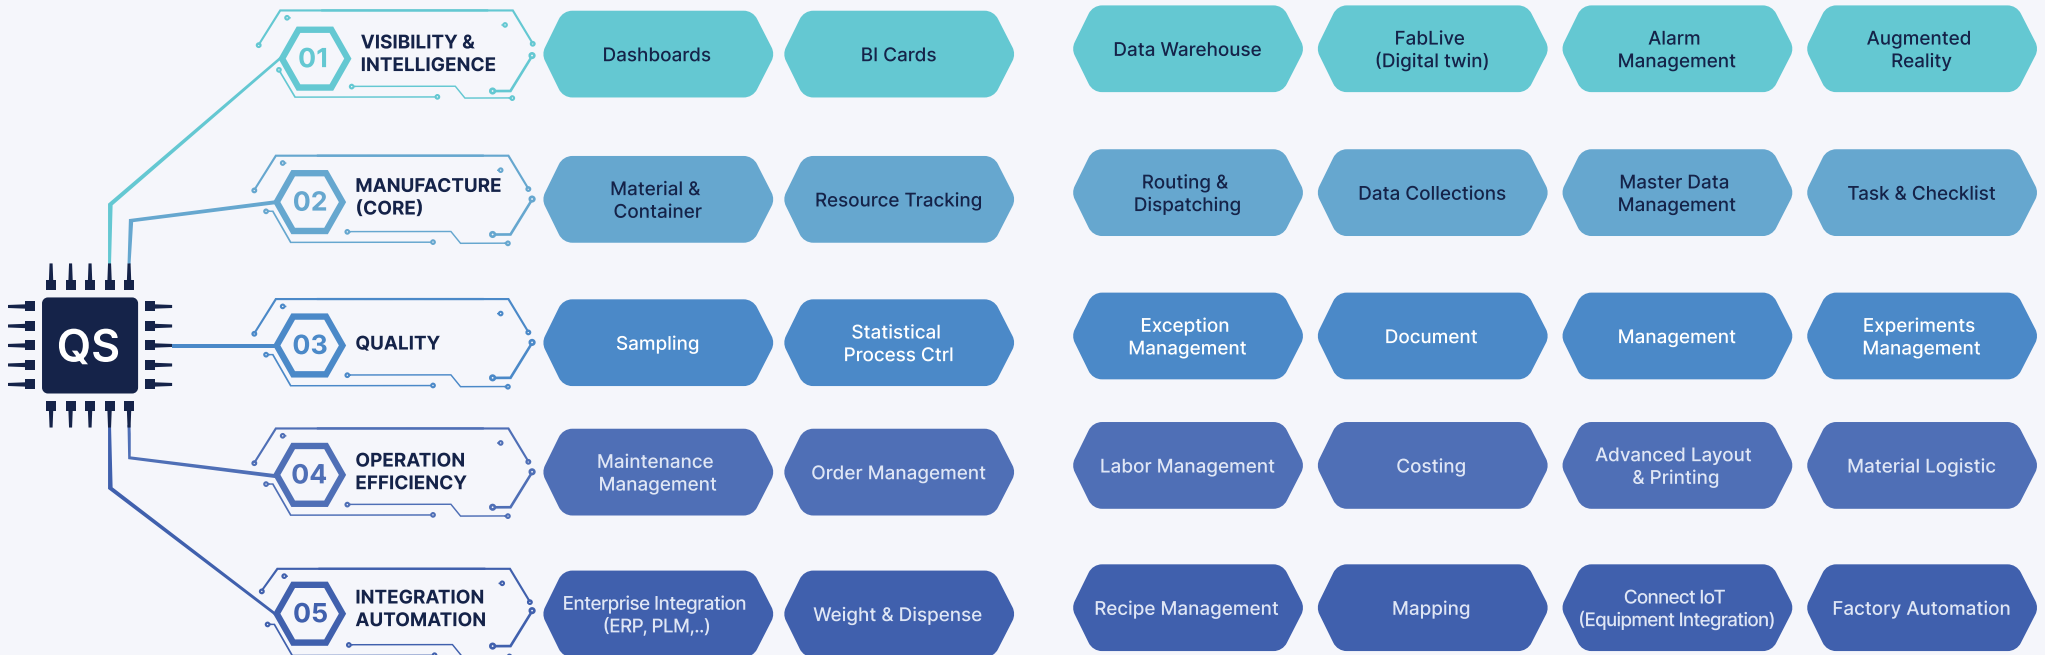 01
VISIBILITY &
INTELLIGENCE
Dashboards
BI Cards
Data Warehouse
FabLive
(Digital twin)
Alarm
Management
Augmented
Reality
02
MANUFACTURE
(CORE)
Material &
Container
Resource Tracking
Routing &
Dispatching
Data Collections
Master Data
Management
Task & Checklist
QS
03
QUALITY
Sampling
Statistical
Process Ctrl
Exception
Management
Document
Management
Experiments
Management
04
OPERATION
EFFICIENCY
Maintenance
Management
Order Management
Labor Management
Costing
Advanced Layout
& Printing
Material Logistic
05
INTEGRATION
AUTOMATION
Enterprise Integration
(ERP, PLM,..)
Weight & Dispense
Recipe Management
Mapping
Connect IoT
(Equipment Integration)
Factory Automation